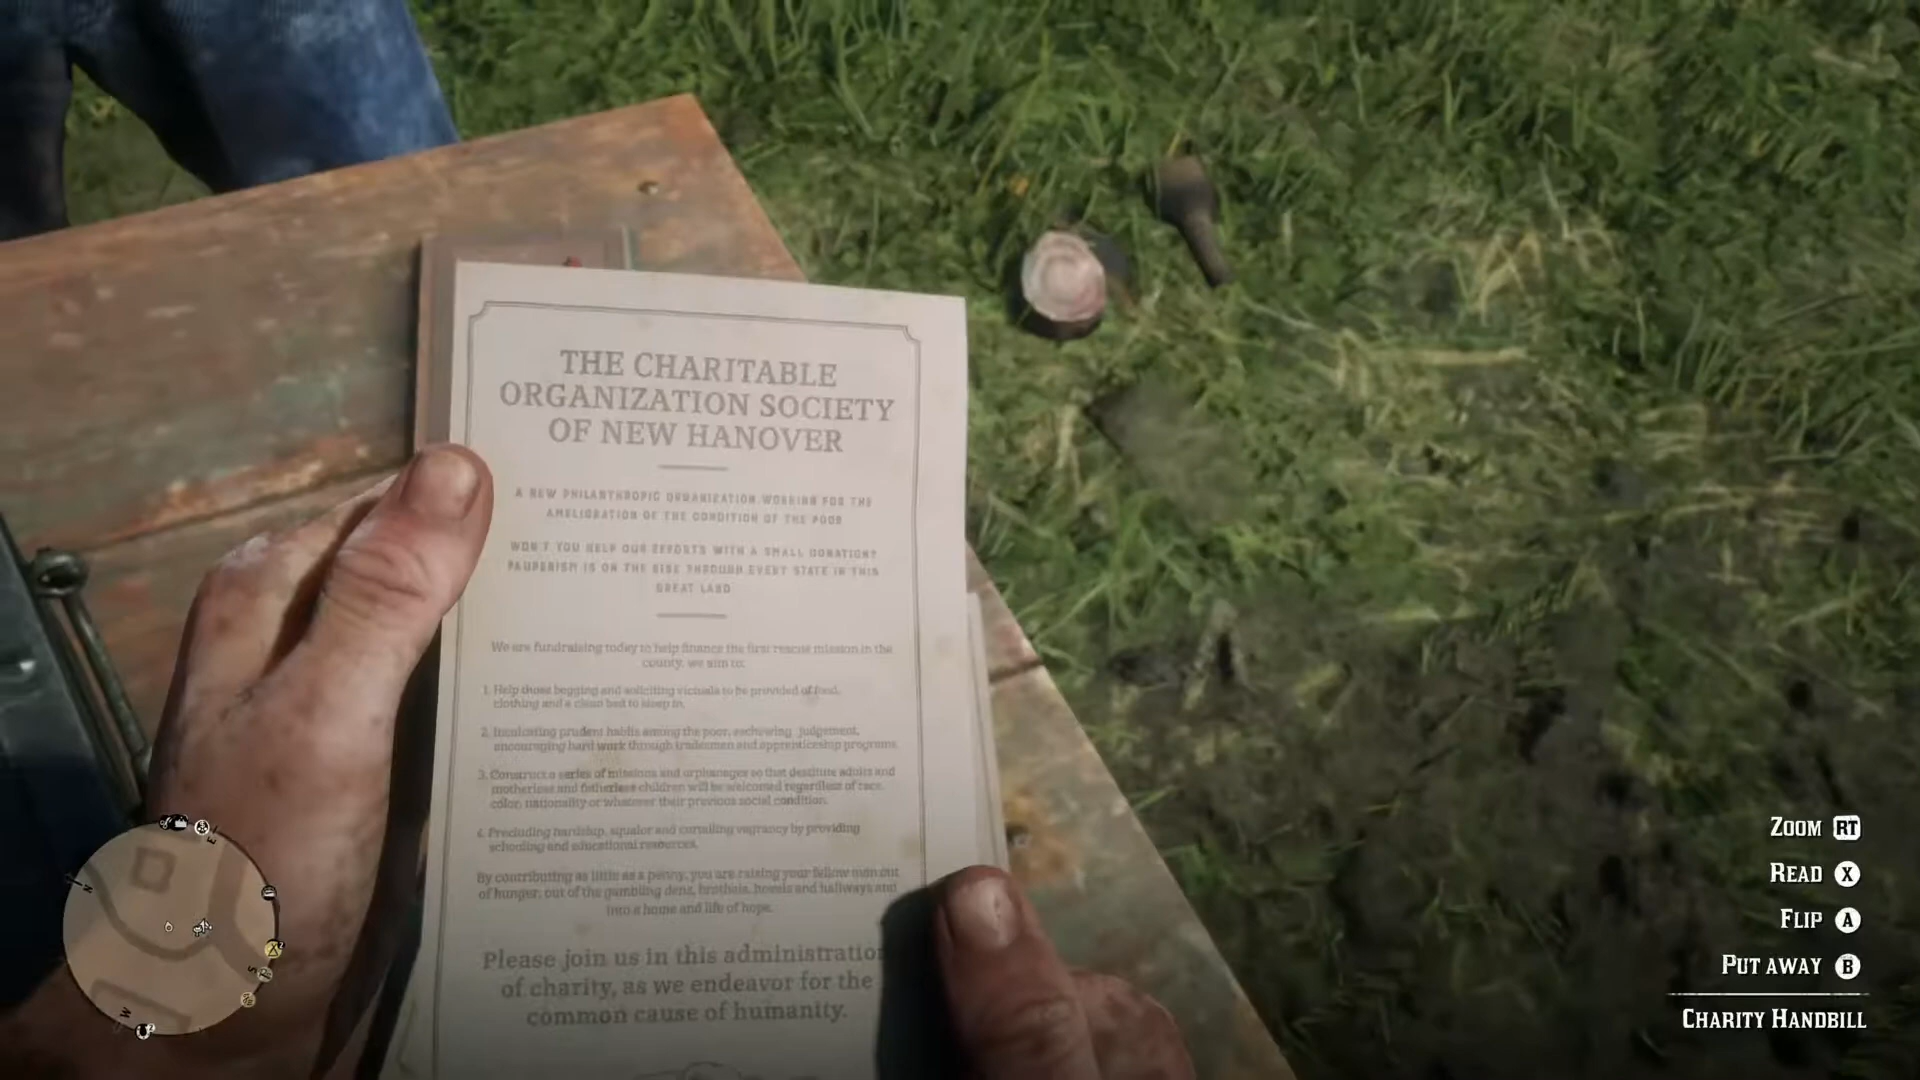 THE CHARITABLE
ORGANIZATION SOCIETY
OF NEW HANOVER
A NEW PHILANTHROPIC ORGANIZATION WORKING FOR THE
AMELIORATION OF THE CONDITION OF THE POOR
WON'T YOU HELP OUR EFFORTS WITH A SMALL DONATION?
PAUPERISM IS ON THE RISE THROUGH EVERY STATE IN THIS
GREAT LAND
We are fundraising today to help finance the first rescue mission in the
county, we aim to:
1. Help those begging and soliciting victuals to be provided of food,
clothing and a clean bed to sleep in.
2. Inculcating prudent habits among the poor, eschewing judgement,
encouraging hard work through tradesmen and apprenticeship programs.
3. Construct a series of missions and orphanages so that destitute adults and
motherless and fatherless children will be welcomed regardless of race,
color, nationality or whatever their previous social condition.
4. Precluding hardship, squalor and curtailing vagrancy by providing
schooling and educational resources.
By contributing as little as a penny, you are raising your fellow man out
of hunger; out of the gambling dens, brothels, hovels and hallways and
into a home and life of hope.
Please join us in this administration
of charity, as we endeavor for the
common cause of humanity.
ZOOM RT
READ X
FLIP A
PUT AWAY B
CHARITY HANDBILL
N
E
S
W